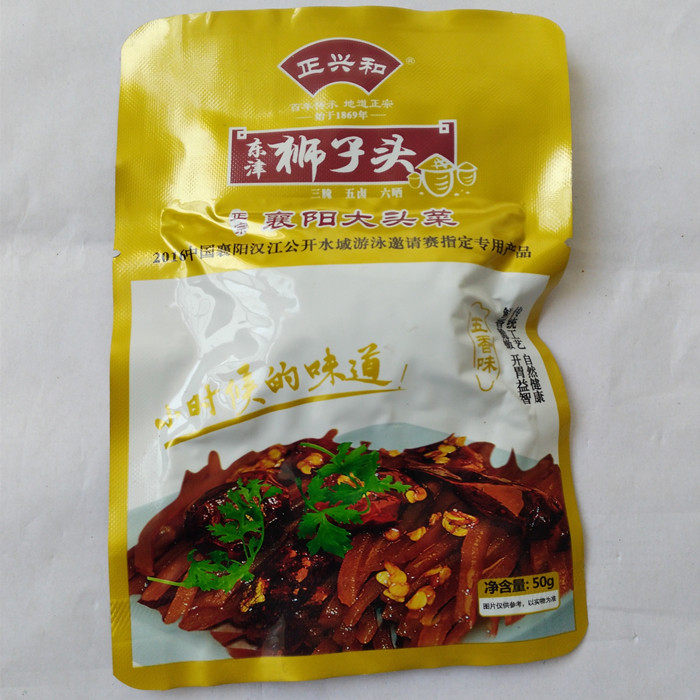 正兴和®
百年传承 地道正宗
始于1869年
东津 狮子头
三腌 五卤 六晒
正宗 襄阳大头菜
2016中国襄阳汉江公开水域游泳邀请赛指定专用产品
五香味
传统工艺 自然健康
开胃益智
小时候的味道!
净含量: 50g
图片仅供参考，以实物为准